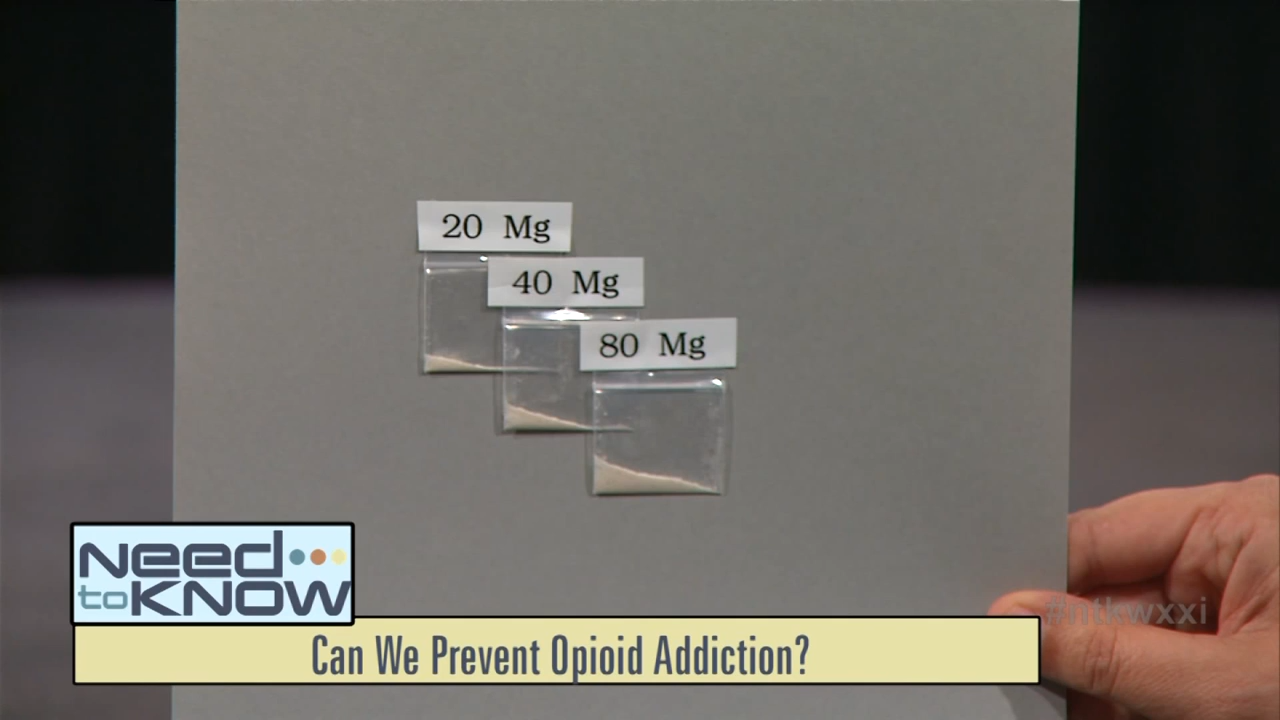 20 Mg
40 Mg
80 Mg
NEED
to KNOW
#ntkwxxi
Can We Prevent Opioid Addiction?